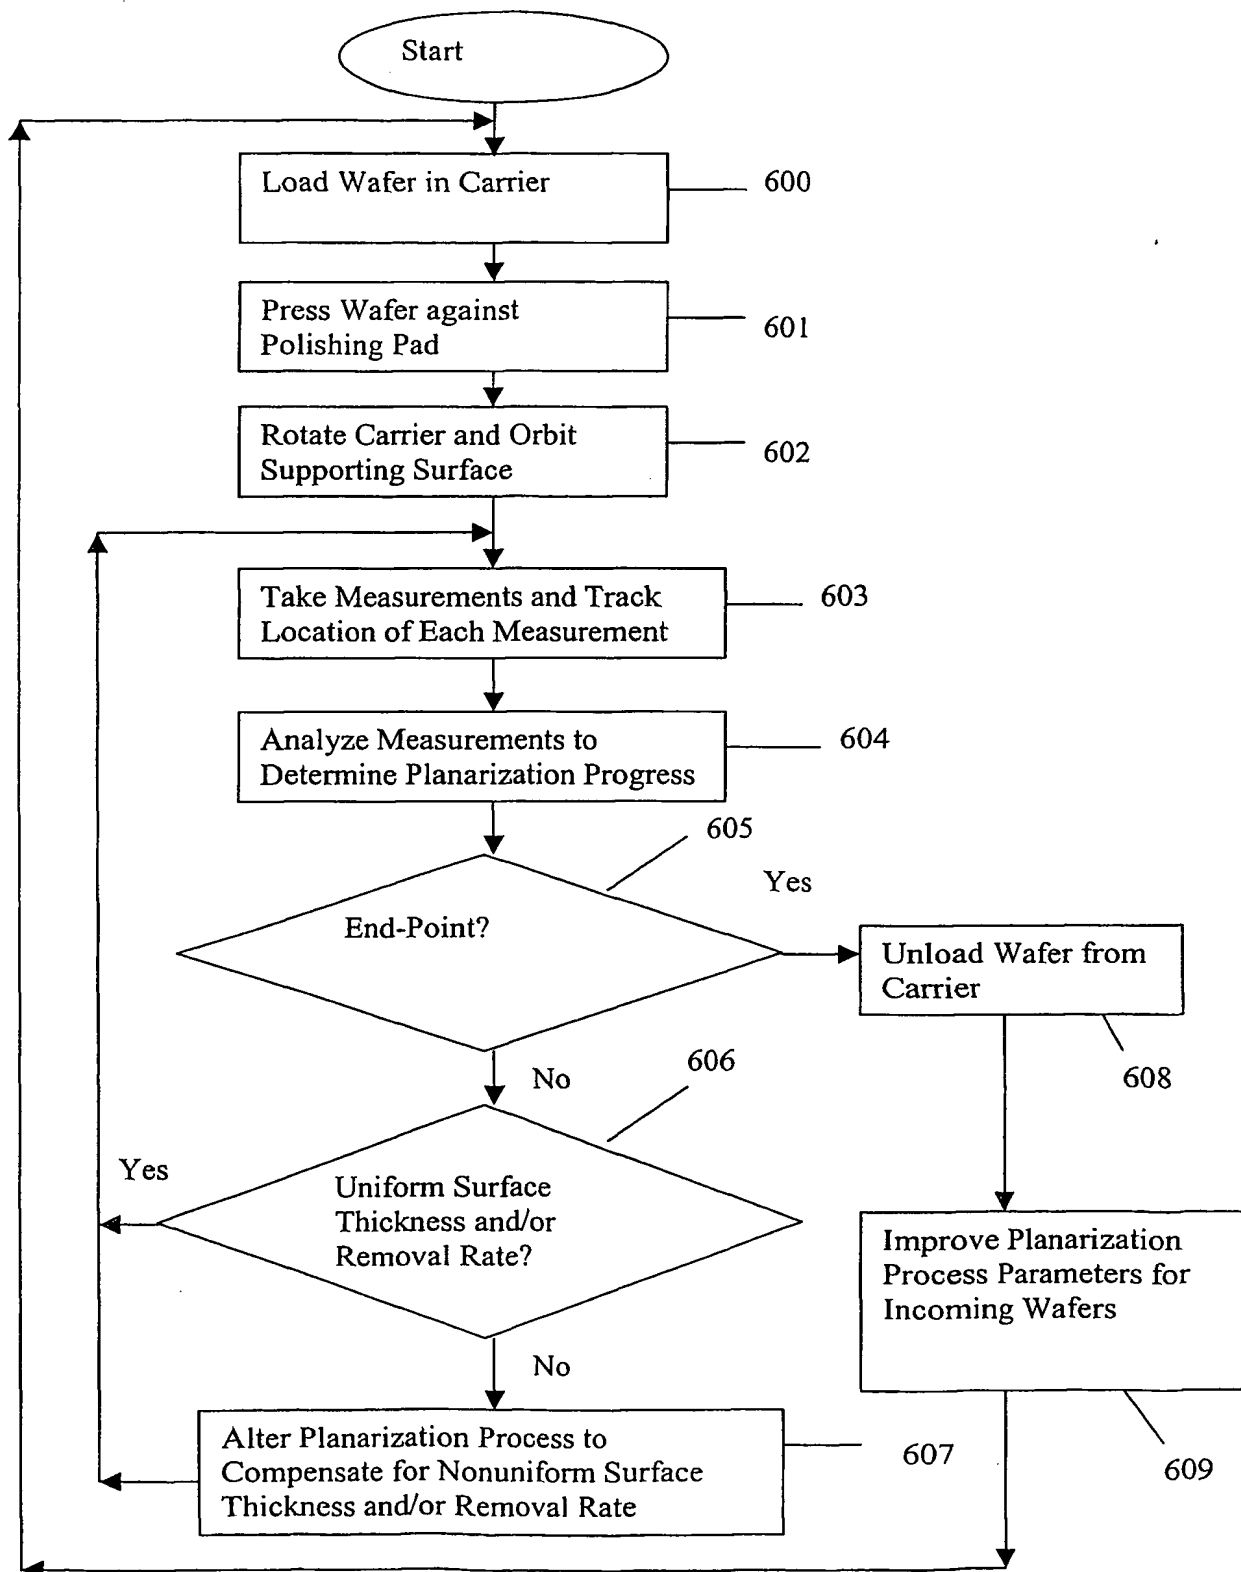 Start
Load Wafer in Carrier
600
Press Wafer against
Polishing Pad
601
Rotate Carrier and Orbit
Supporting Surface
602
Take Measurements and Track
Location of Each Measurement
603
Analyze Measurements to
Determine Planarization Progress
604
605
End-Point?
Yes
Unload Wafer from
Carrier
608
No
606
Yes
Uniform Surface
Thickness and/or
Removal Rate?
Improve Planarization
Process Parameters for
Incoming Wafers
609
No
Alter Planarization Process to
Compensate for Nonuniform Surface
Thickness and/or Removal Rate
607